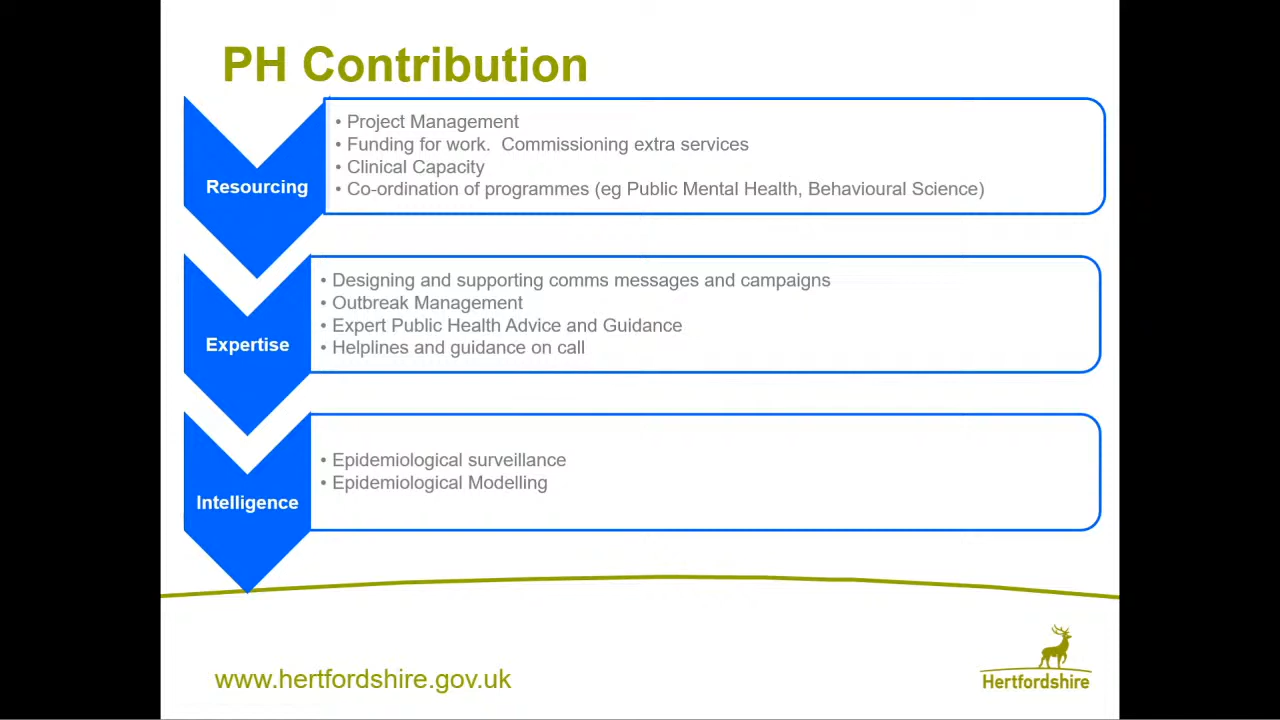 PH Contribution
Resourcing
• Project Management
• Funding for work.  Commissioning extra services
• Clinical Capacity
• Co-ordination of programmes (eg Public Mental Health, Behavioural Science)
Expertise
• Designing and supporting comms messages and campaigns
• Outbreak Management
• Expert Public Health Advice and Guidance
• Helplines and guidance on call
Intelligence
• Epidemiological surveillance
• Epidemiological Modelling
www.hertfordshire.gov.uk
Hertfordshire